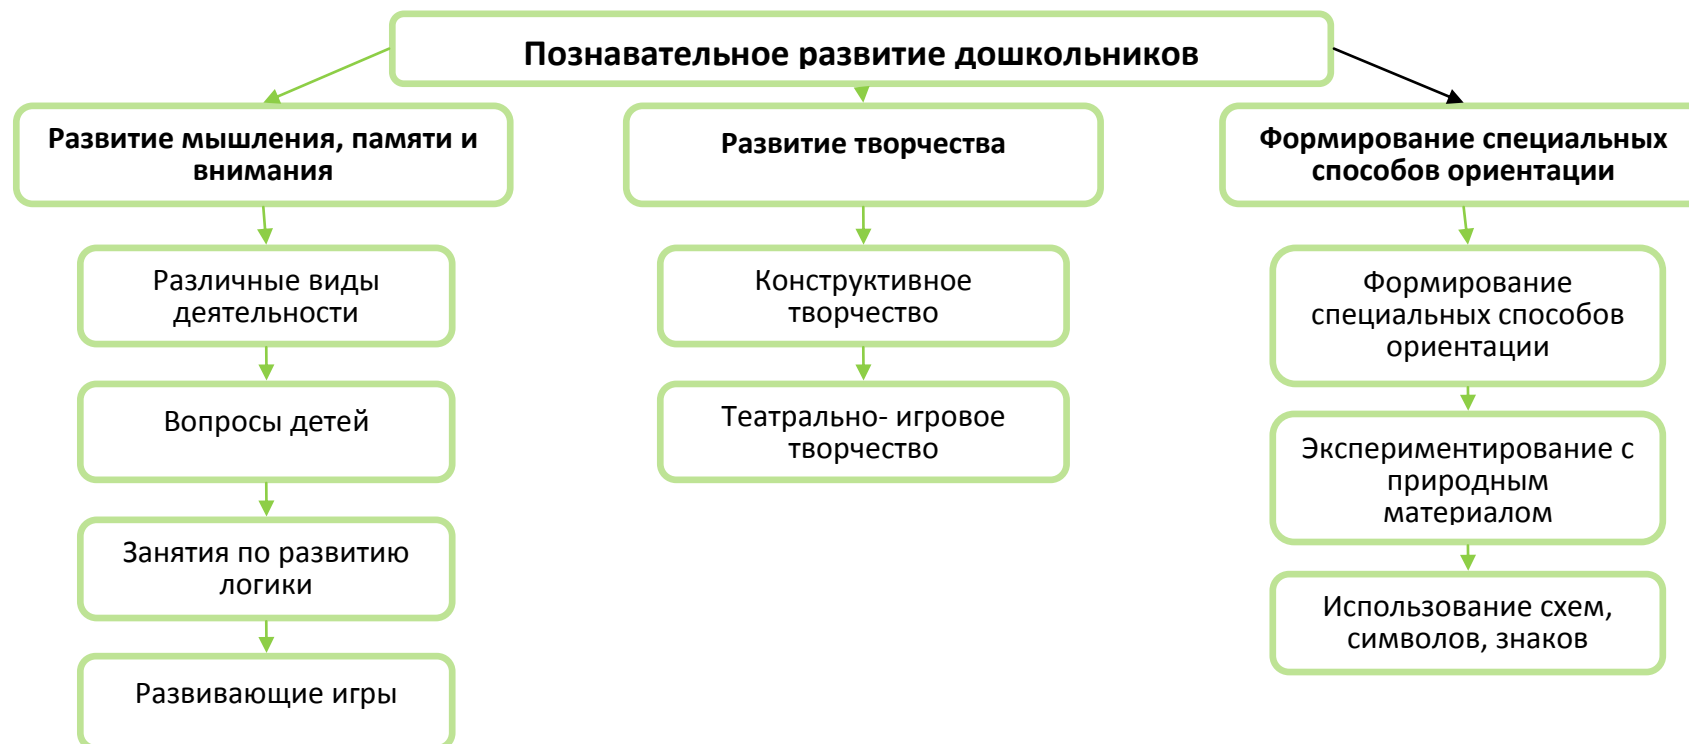 Познавательное развитие дошкольников
Развитие мышления, памяти и
внимания
Различные виды
деятельности
Вопросы детей
Занятия по развитию
логики
Развивающие игры
Развитие творчества
Конструктивное
творчество
Театрально- игровое
творчество
Формирование специальных
способов ориентации
Формирование
специальных способов
ориентации
Экспериментирование с
природным
материалом
Использование схем,
символов, знаков